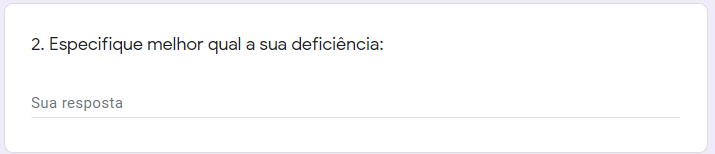 2. Especifique melhor qual a sua deficiência:
Sua resposta